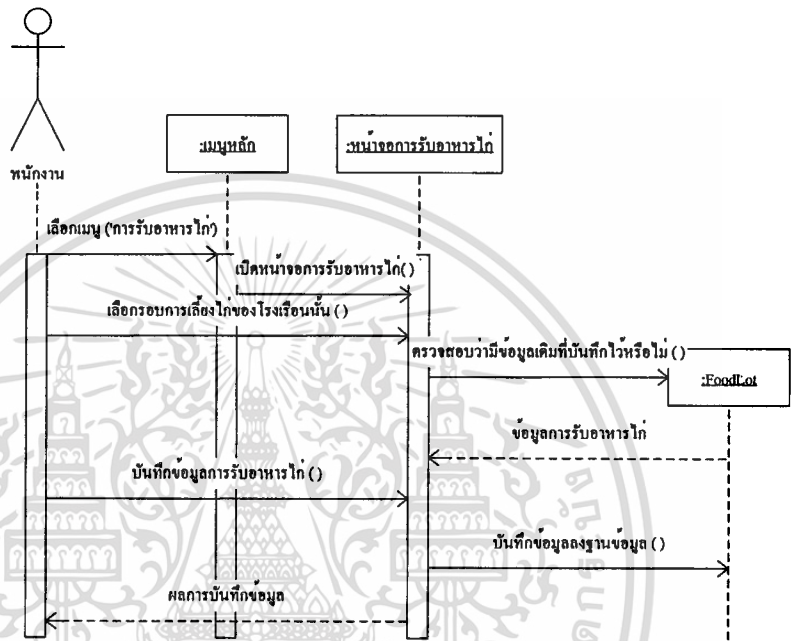 พนักงาน
:เมนูหลัก
:หน้าจอการรับอาหารไก่
เลือกเมนู ('การรับอาหารไก่')
เปิดหน้าจอการรับอาหารไก่()
เลือกรอบการเลี้ยงไก่ของโรงเรือนนั้น ()
ตรวจสอบว่ามีข้อมูลเดิมที่บันทึกไว้หรือไม่ ()
:FoodLot
ข้อมูลการรับอาหารไก่
บันทึกข้อมูลการรับอาหารไก่ ()
บันทึกข้อมูลลงฐานข้อมูล ()
ผลการบันทึกข้อมูล